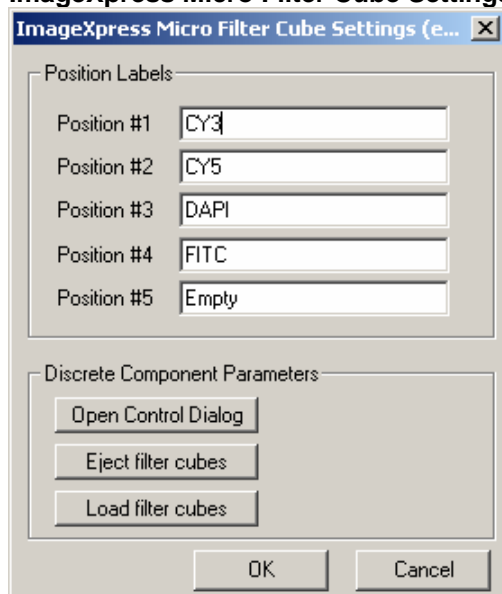 ImageXpress Micro Filter Cube Settings
ImageXpress Micro Filter Cube Settings (e...
Position Labels
Position #1 CY3
Position #2 CY5
Position #3 DAPI
Position #4 FITC
Position #5 Empty
Discrete Component Parameters
Open Control Dialog
Eject filter cubes
Load filter cubes
OK Cancel